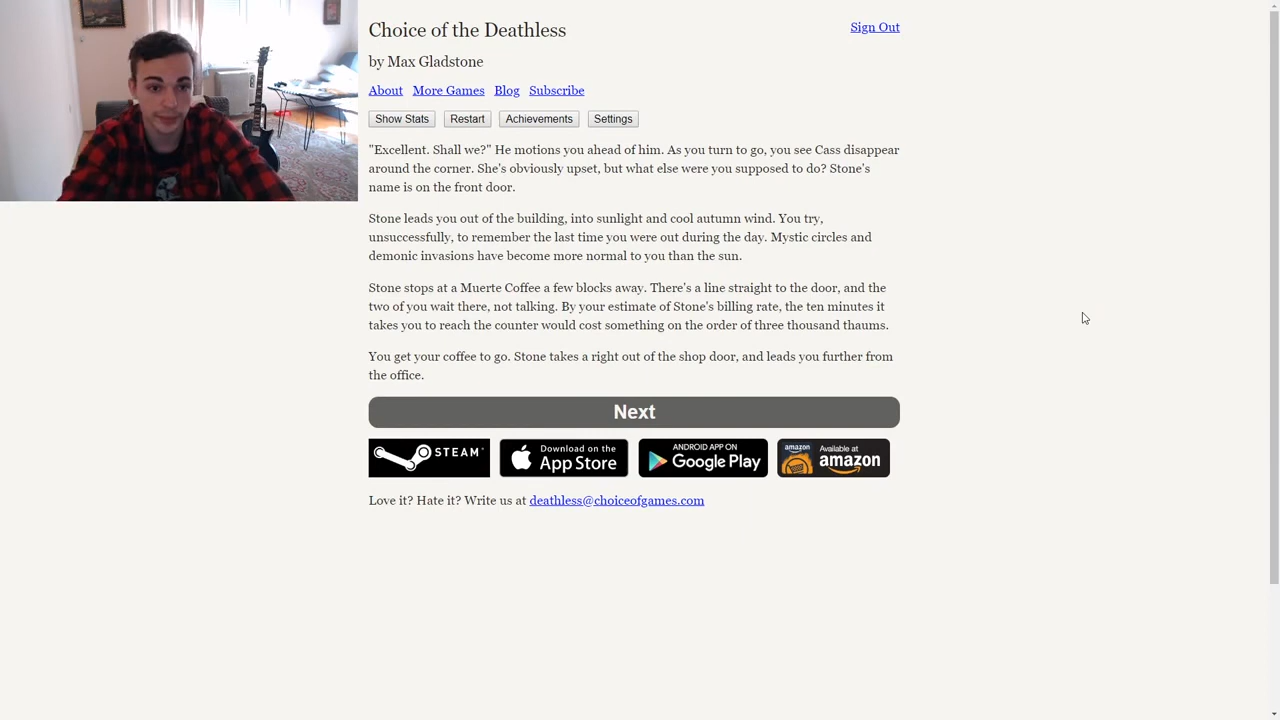 Choice of the Deathless
Sign Out
by Max Gladstone
About More Games Blog Subscribe
Show Stats Restart Achievements Settings
"Excellent. Shall we?" He motions you ahead of him. As you turn to go, you see Cass disappear
around the corner. She's obviously upset, but what else were you supposed to do? Stone's
name is on the front door.
Stone leads you out of the building, into sunlight and cool autumn wind. You try,
unsuccessfully, to remember the last time you were out during the day. Mystic circles and
demonic invasions have become more normal to you than the sun.
Stone stops at a Muerte Coffee a few blocks away. There's a line straight to the door, and the
two of you wait there, not talking. By your estimate of Stone's billing rate, the ten minutes it
takes you to reach the counter would cost something on the order of three thousand thaums.
You get your coffee to go. Stone takes a right out of the shop door, and leads you further from
the office.
Next
STEAM
Download on the
App Store
ANDROID APP ON
Google Play
amazon
Available at
amazon
Love it? Hate it? Write us at deathless@choiceofgames.com